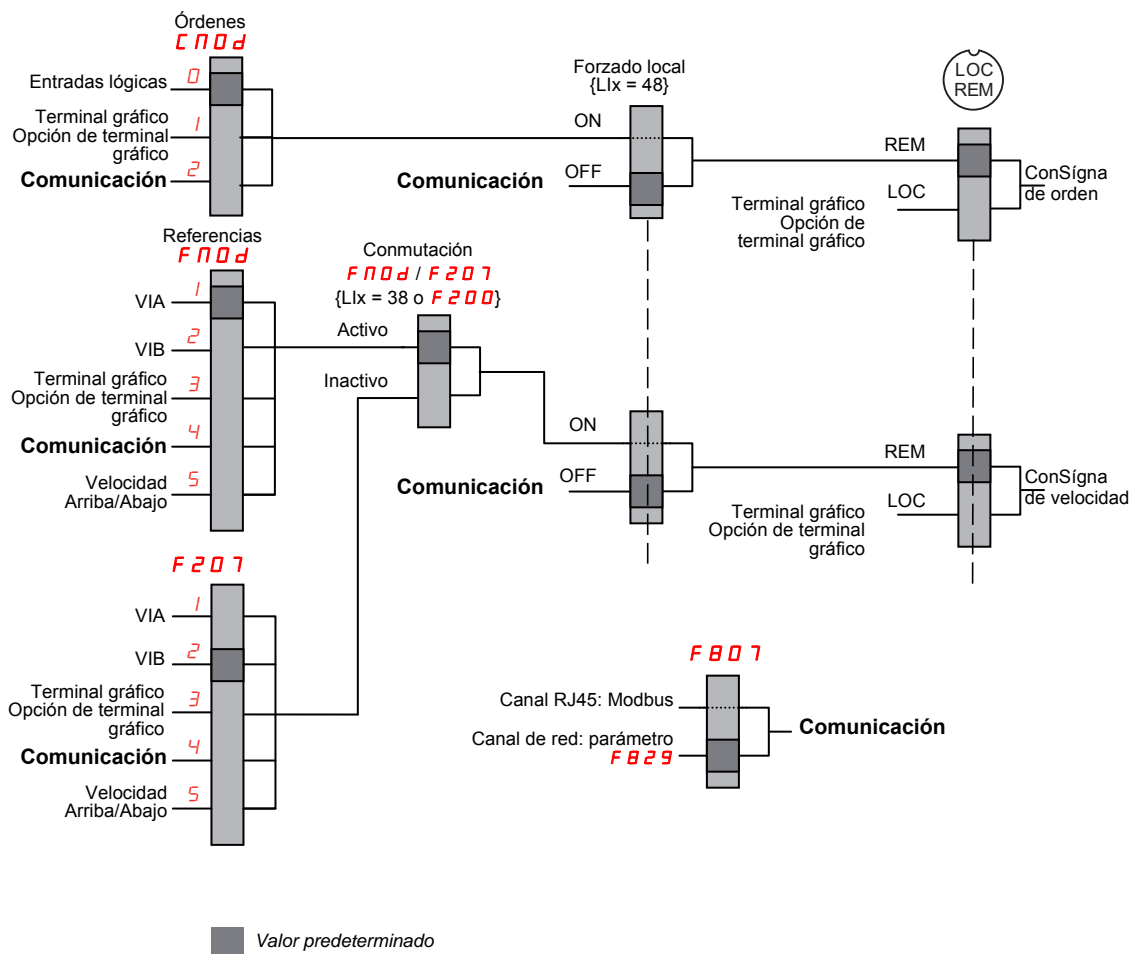 Órdenes
CNOd
Entradas lógicas
0
Terminal gráfico
Opción de terminal
gráfico
1
Comunicación
2
Forzado local
{LIx = 48}
ON
Comunicación
OFF
LOC
REM
REM
LOC
Terminal gráfico
Opción de
terminal gráfico
ConSígna
de orden
Referencias
FNOd
VIA
1
VIB
2
Terminal gráfico
Opción de terminal
gráfico
3
Comunicación
4
Velocidad
Arriba/Abajo
5
Conmutación
FNOd / F207
{LIx = 38 o F200}
Activo
Inactivo
ON
Comunicación
OFF
REM
LOC
Terminal gráfico
Opción de terminal
gráfico
ConSígna
de velocidad
F207
VIA
1
VIB
2
Terminal gráfico
Opción de terminal
gráfico
3
Comunicación
4
Velocidad
Arriba/Abajo
5
F807
Canal RJ45: Modbus
Canal de red: parámetro
F829
Comunicación
Valor predeterminado